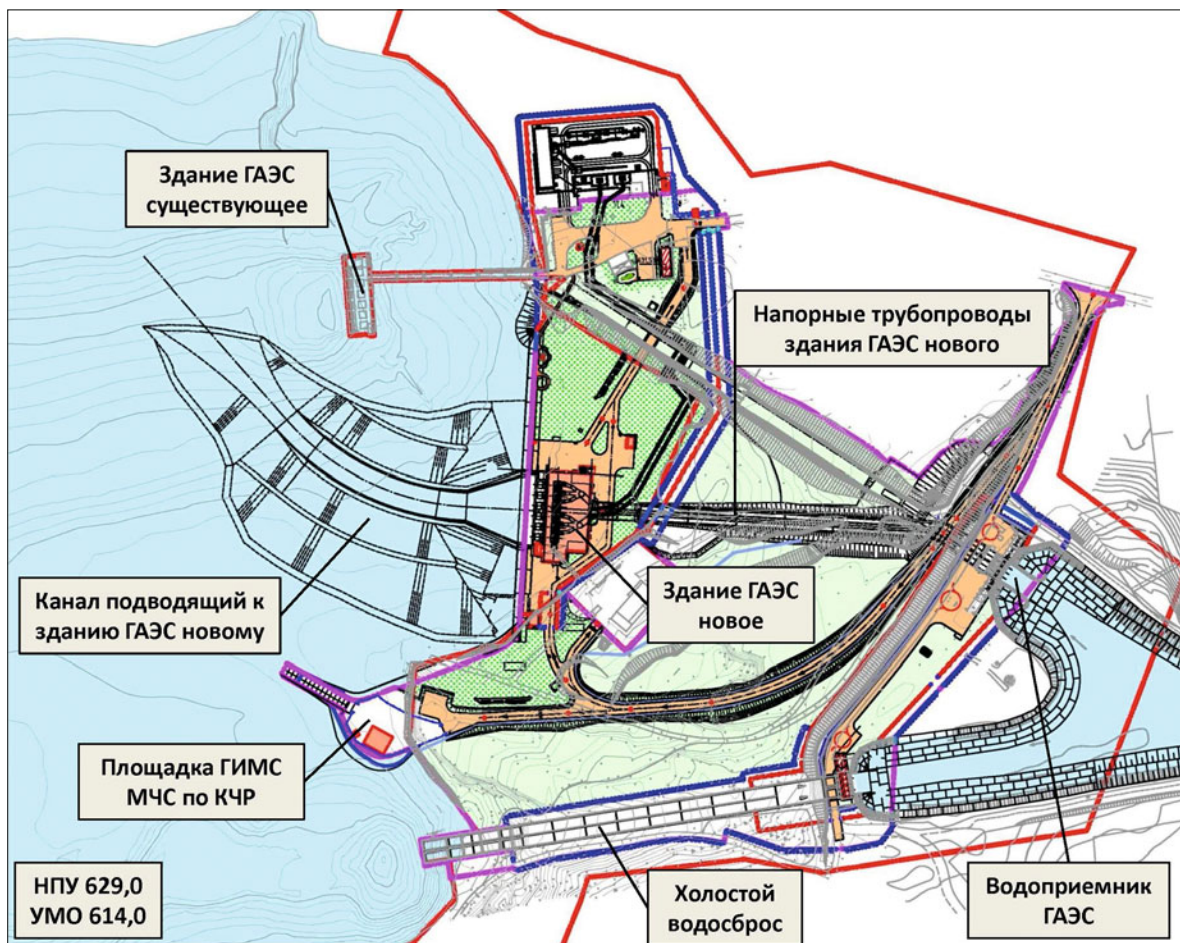 Здание ГАЭС
существующее
Напорные трубопроводы
здания ГАЭС нового
Канал подводящий к
зданию ГАЭС новому
Здание ГАЭС
новое
Площадка ГИМС
МЧС по КЧР
НПУ 629,0
УМО 614,0
Холостой
водосброс
Водоприемник
ГАЭС